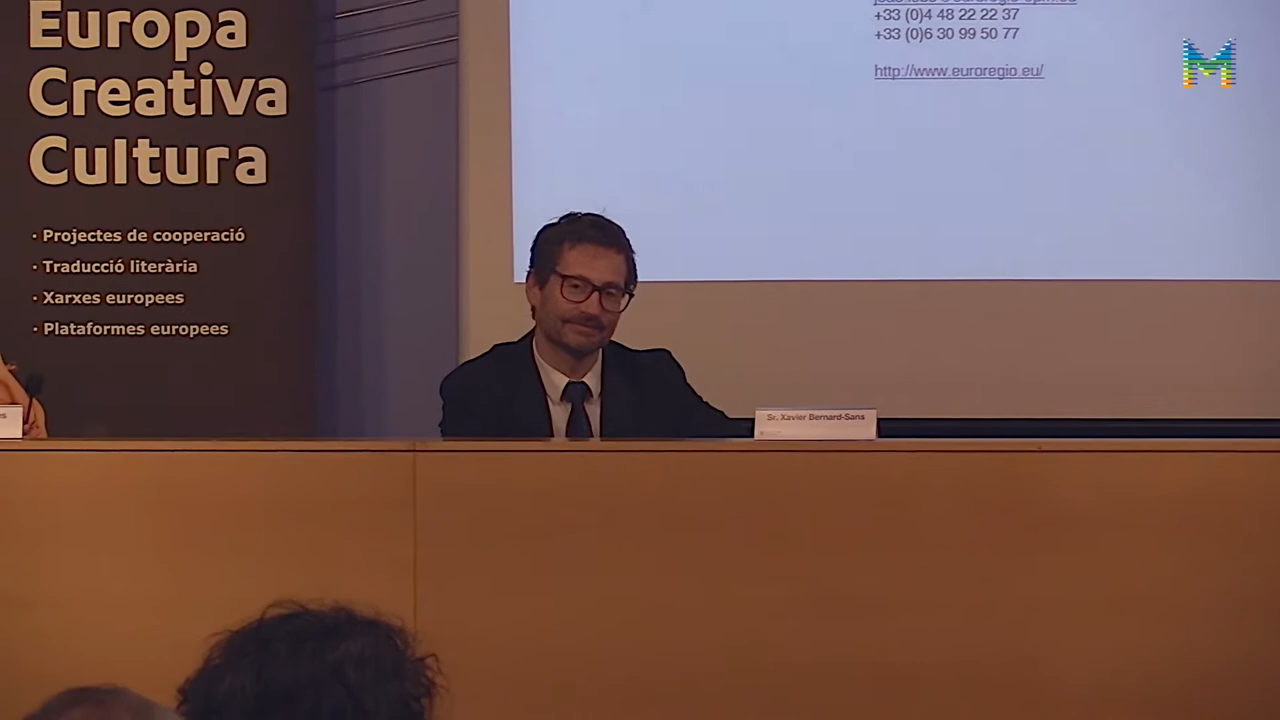 Europa
Creativa
Cultura
· Projectes de cooperació
· Traducció literària
· Xarxes europees
· Plataformes europees
+33 (0)4 48 22 22 37
+33 (0)6 30 99 50 77
http://www.euroregio.eu/
M
Sr. Xavier Bernard-Sans